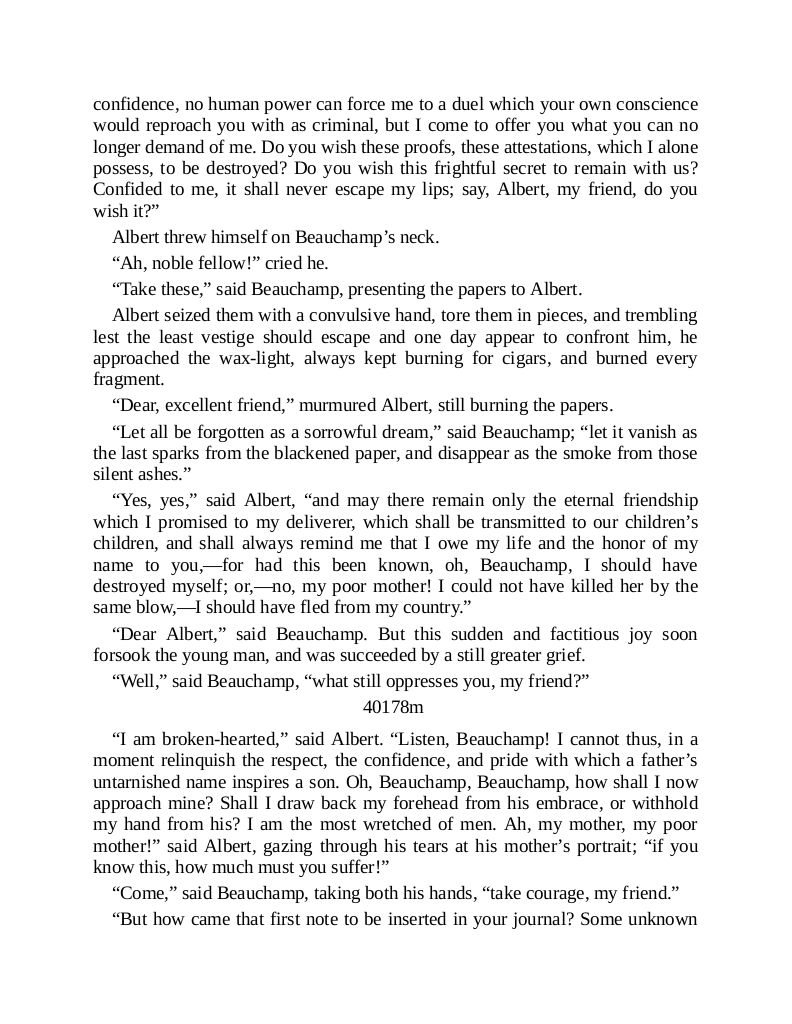 confidence, no human power can force me to a duel which your own conscience
would reproach you with as criminal, but I come to offer you what you can no
longer demand of me. Do you wish these proofs, these attestations, which I alone
possess, to be destroyed? Do you wish this frightful secret to remain with us?
Confided to me, it shall never escape my lips; say, Albert, my friend, do you
wish it?”
Albert threw himself on Beauchamp’s neck.
“Ah, noble fellow!” cried he.
“Take these,” said Beauchamp, presenting the papers to Albert.
Albert seized them with a convulsive hand, tore them in pieces, and trembling
lest the least vestige should escape and one day appear to confront him, he
approached the wax-light, always kept burning for cigars, and burned every
fragment.
“Dear, excellent friend,” murmured Albert, still burning the papers.
“Let all be forgotten as a sorrowful dream,” said Beauchamp; “let it vanish as
the last sparks from the blackened paper, and disappear as the smoke from those
silent ashes.”
“Yes, yes,” said Albert, “and may there remain only the eternal friendship
which I promised to my deliverer, which shall be transmitted to our children’s
children, and shall always remind me that I owe my life and the honor of my
name to you,—for had this been known, oh, Beauchamp, I should have
destroyed myself; or,—no, my poor mother! I could not have killed her by the
same blow,—I should have fled from my country.”
“Dear Albert,” said Beauchamp. But this sudden and factitious joy soon
forsook the young man, and was succeeded by a still greater grief.
“Well,” said Beauchamp, “what still oppresses you, my friend?”
40178m
“I am broken-hearted,” said Albert. “Listen, Beauchamp! I cannot thus, in a
moment relinquish the respect, the confidence, and pride with which a father’s
untarnished name inspires a son. Oh, Beauchamp, Beauchamp, how shall I now
approach mine? Shall I draw back my forehead from his embrace, or withhold
my hand from his? I am the most wretched of men. Ah, my mother, my poor
mother!” said Albert, gazing through his tears at his mother’s portrait; “if you
know this, how much must you suffer!”
“Come,” said Beauchamp, taking both his hands, “take courage, my friend.”
“But how came that first note to be inserted in your journal? Some unknown